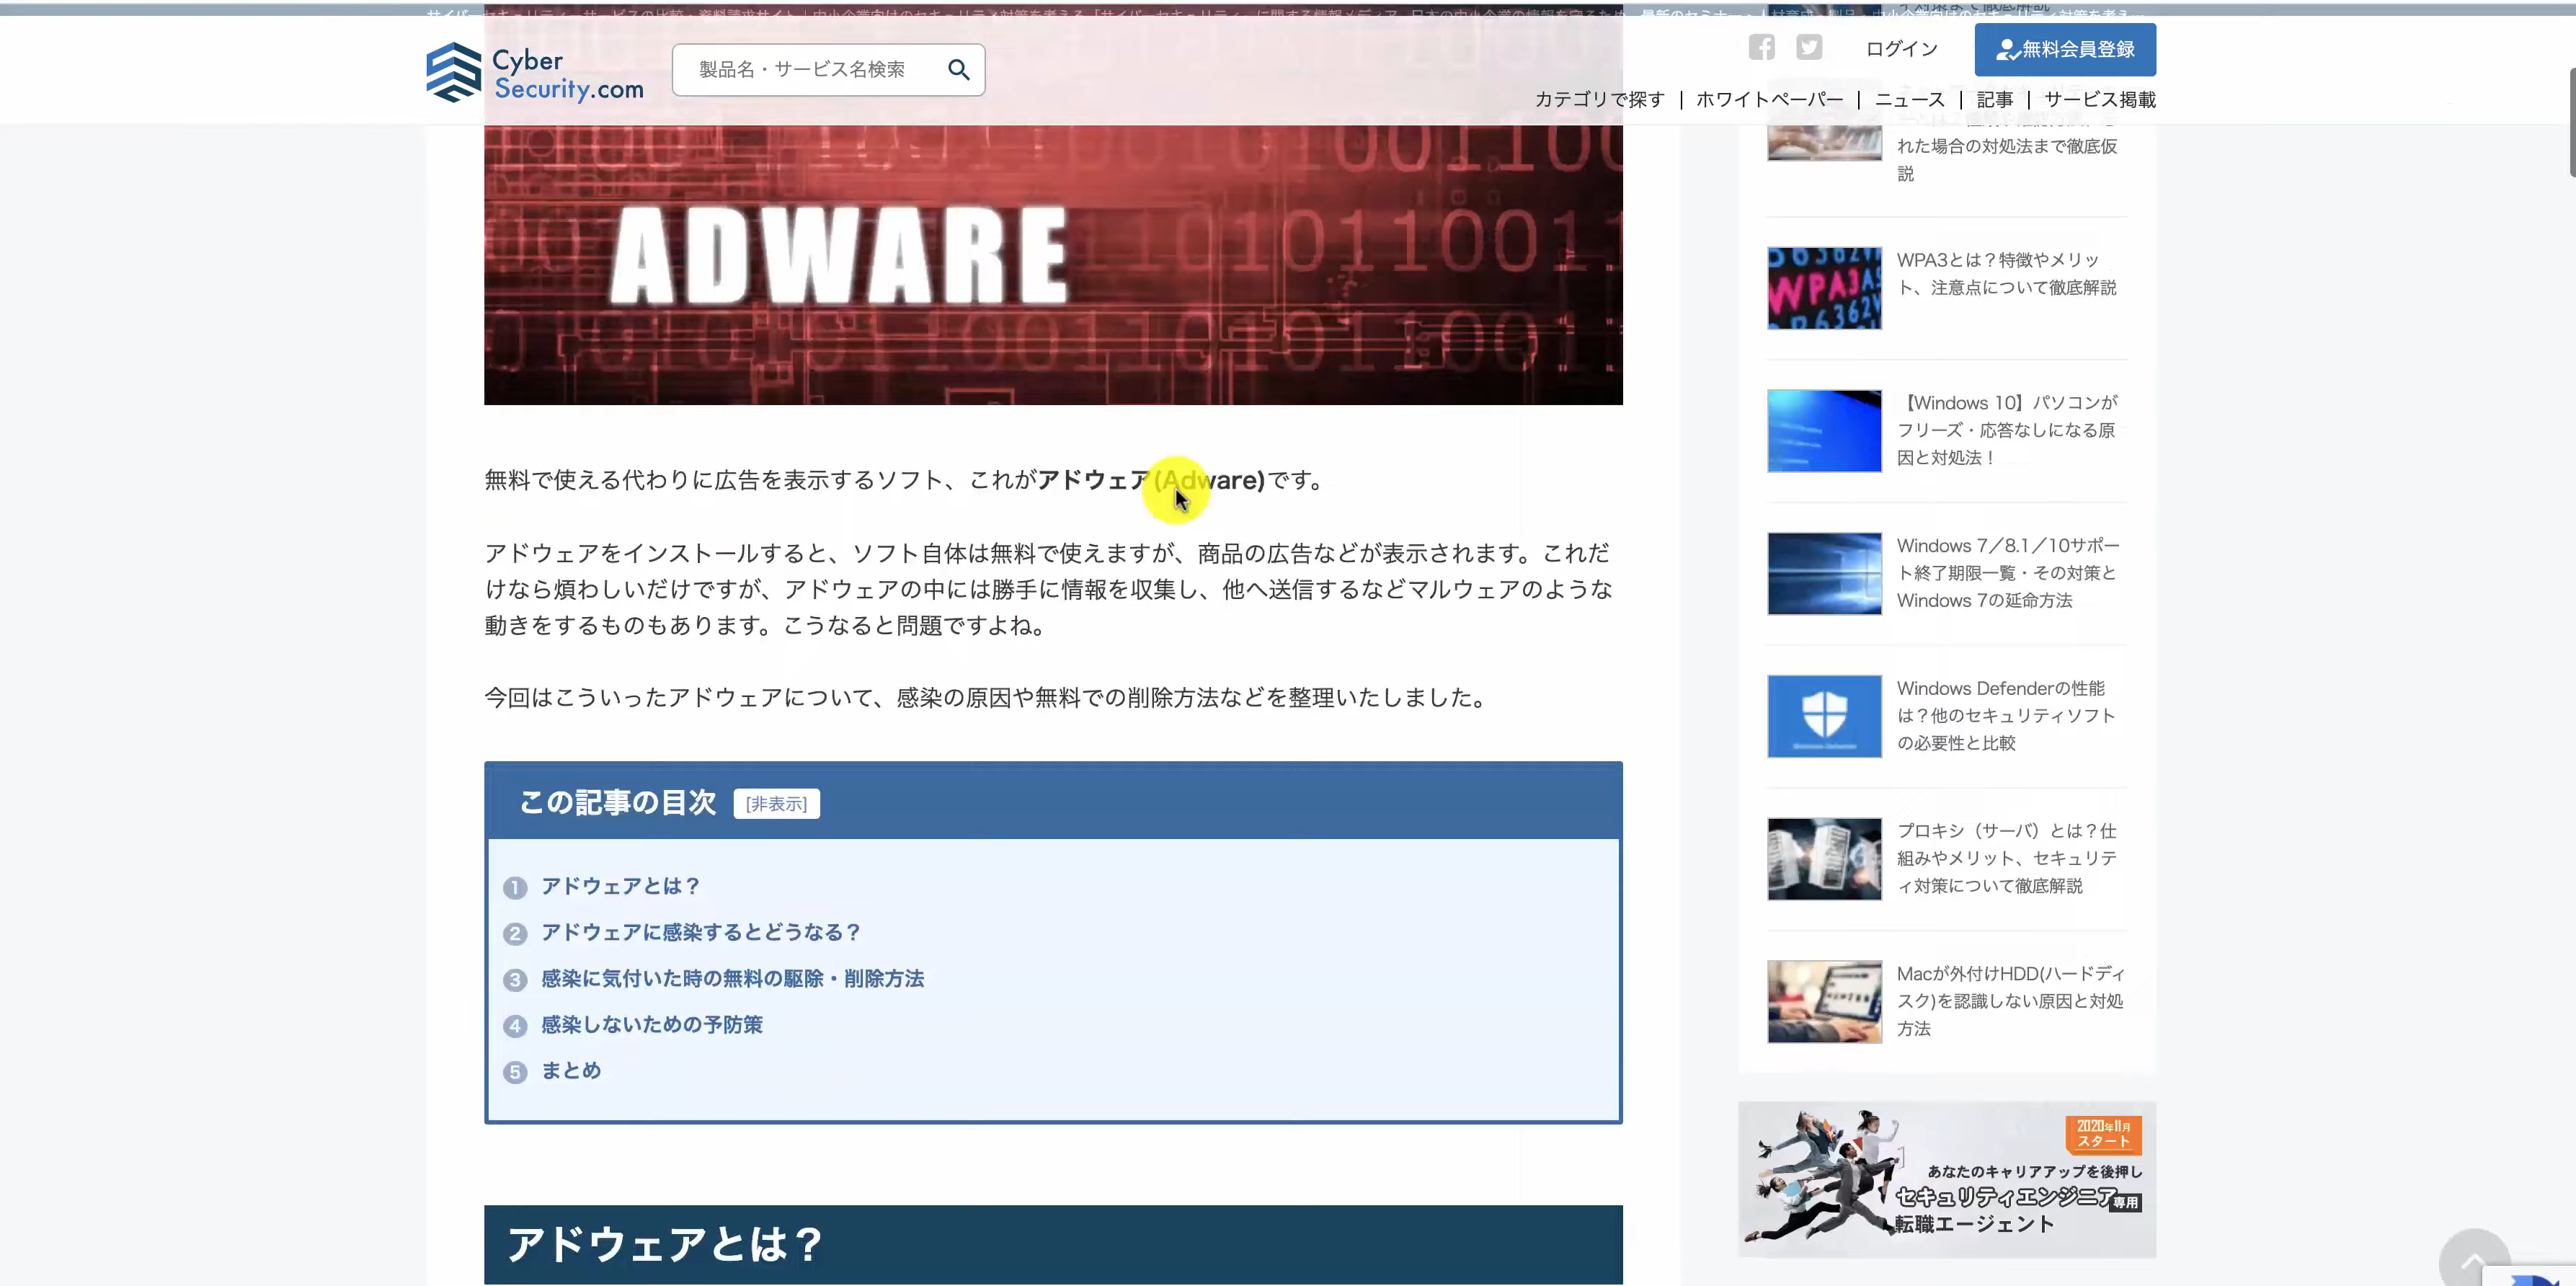 Cyber
Security.com
製品名・サービス名検索
ログイン
無料会員登録
カテゴリで探す | ホワイトペーパー | ニュース | 記事 | サービス掲載
ADWARE
無料で使える代わりに広告を表示するソフト、これがアドウェア(Adware)です。
アドウェアをインストールすると、ソフト自体は無料で使えますが、商品の広告などが表示されます。これだ
けなら煩わしいだけですが、アドウェアの中には勝手に情報を収集し、他へ送信するなどマルウェアのような
動きをするものもあります。こうなると問題ですよね。
今回はこういったアドウェアについて、感染の原因や無料での削除方法などを整理いたしました。
この記事の目次 [非表示]
1 アドウェアとは？
2 アドウェアに感染するとどうなる？
3 感染に気付いた時の無料の駆除・削除方法
4 感染しないための予防策
5 まとめ
アドウェアとは？
れた場合の対処法まで徹底仮
説
WPA3とは？特徴やメリッ
ト、注意点について徹底解説
【Windows 10】パソコンが
フリーズ・応答なしになる原
因と対処法！
Windows 7／8.1／10サポー
ト終了期限一覧・その対策と
Windows 7の延命方法
Windows Defenderの性能
は？他のセキュリティソフト
の必要性と比較
プロキシ（サーバ）とは？仕
組みやメリット、セキュリテ
ィ対策について徹底解説
Macが外付けHDD(ハードディ
スク)を認識しない原因と対処
方法
2020年11月
スタート
あなたのキャリアアップを後押し
セキュリティエンジニア専用
転職エージェント